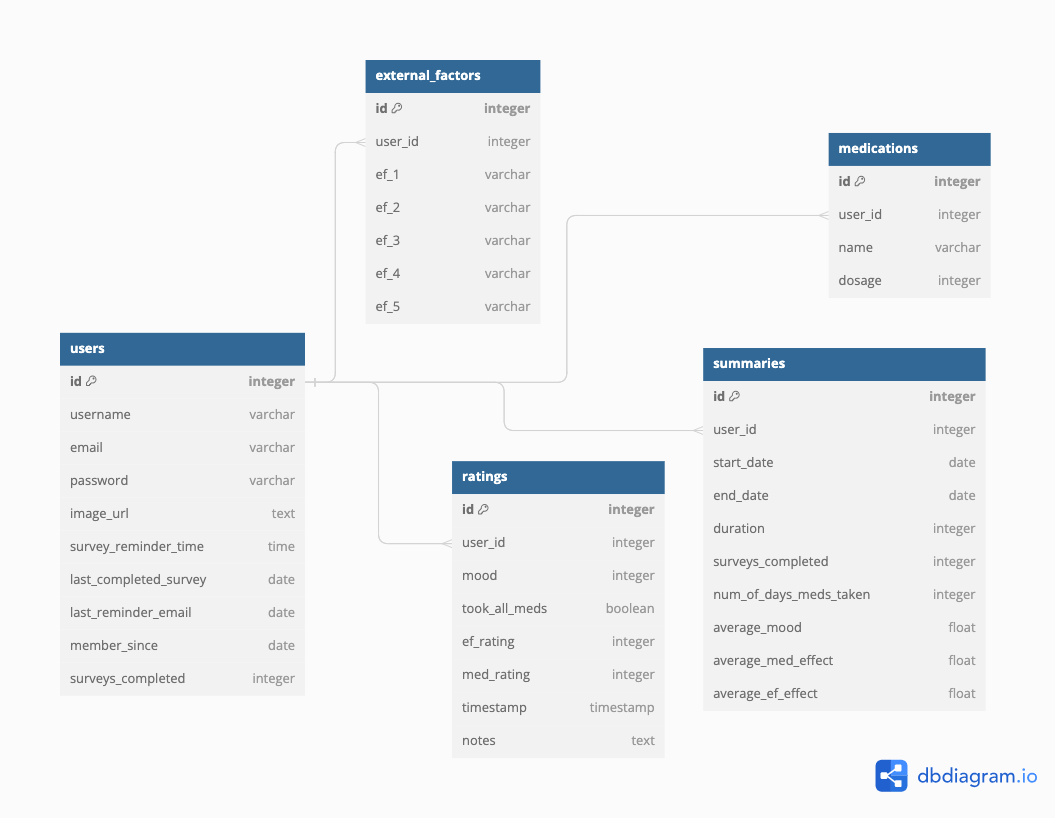 external_factors
id integer
user_id integer
ef_1 varchar
ef_2 varchar
ef_3 varchar
ef_4 varchar
ef_5 varchar
medications
id integer
user_id integer
name varchar
dosage integer
users
id integer
username varchar
email varchar
password varchar
image_url text
survey_reminder_time time
last_completed_survey date
last_reminder_email date
member_since date
surveys_completed integer
summaries
id integer
user_id integer
start_date date
end_date date
duration integer
surveys_completed integer
num_of_days_meds_taken integer
average_mood float
average_med_effect float
average_ef_effect float
ratings
id integer
user_id integer
mood integer
took_all_meds boolean
ef_rating integer
med_rating integer
timestamp timestamp
notes text
dbdiagram.io